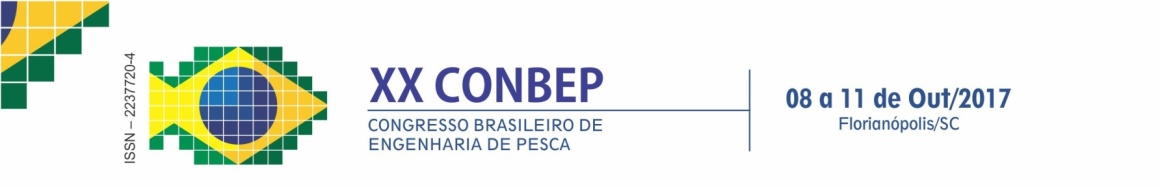 ISSN – 2237720-4
XX CONBEP
CONGRESSO BRASILEIRO DE
ENGENHARIA DE PESCA
08 a 11 de Out/2017
Florianópolis/SC